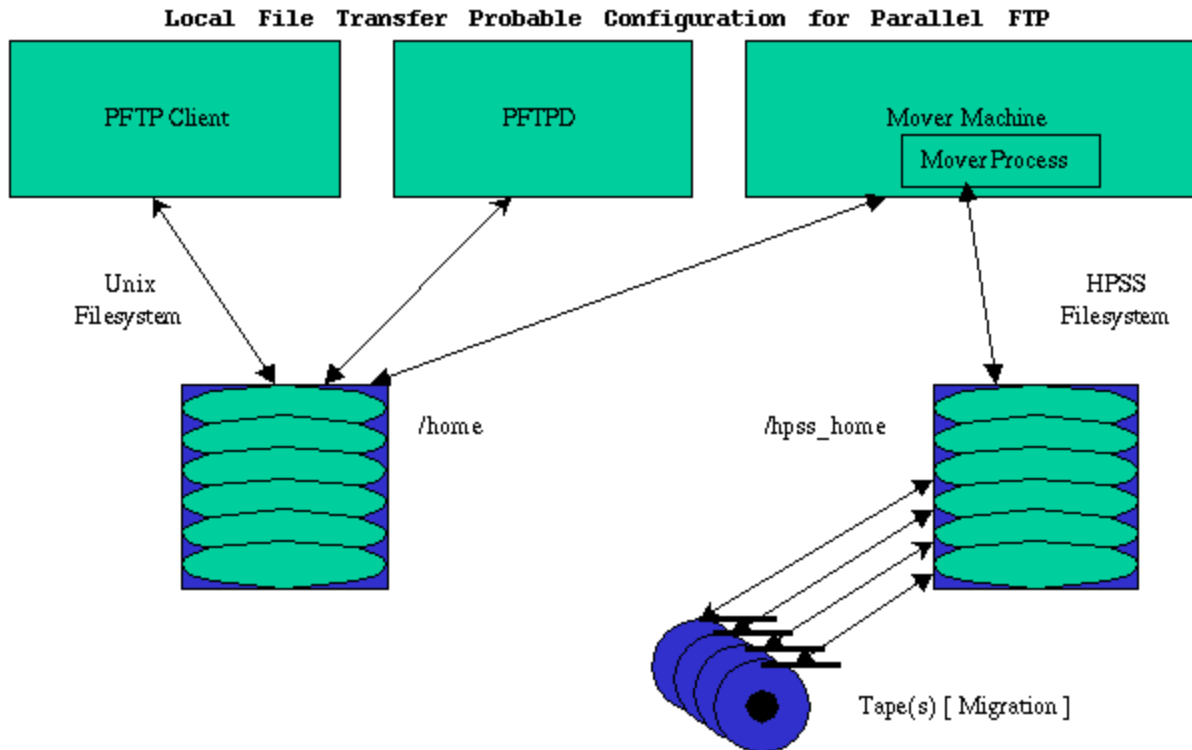 Local File Transfer Probable Configuration for Parallel FTP
PFTP Client
PFTPD
Mover Machine
Mover Process
Unix
Filesystem
HPSS
Filesystem
/home
/hpss_home
Tape(s) [ Migration ]